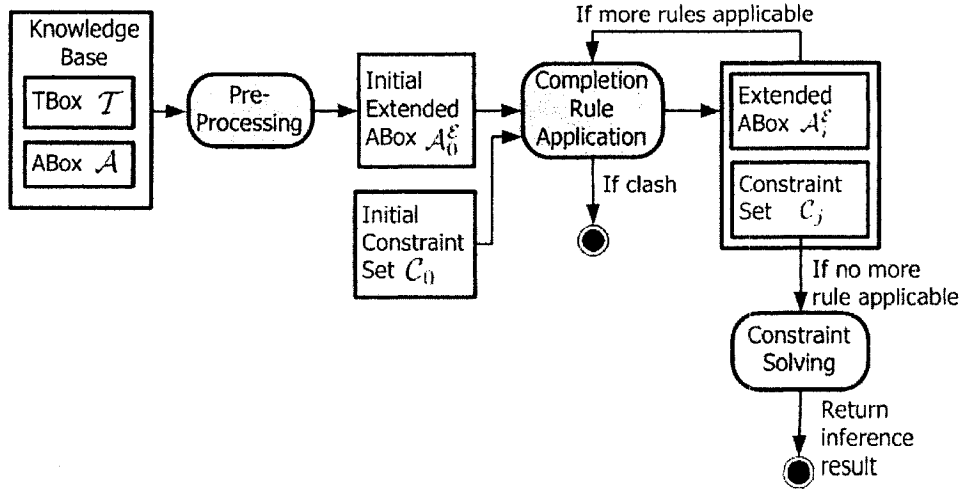 If more rules applicable
Knowledge
Base
TBox 𝒯
ABox 𝒜
Pre-
Processing
Initial
Extended
ABox 𝒜₀^ℰ
Initial
Constraint
Set 𝒞₀
Completion
Rule
Application
If clash
Extended
ABox 𝒜ᵢ^ℰ
Constraint
Set 𝒞ⱼ
If no more
rule applicable
Constraint
Solving
Return
inference
result